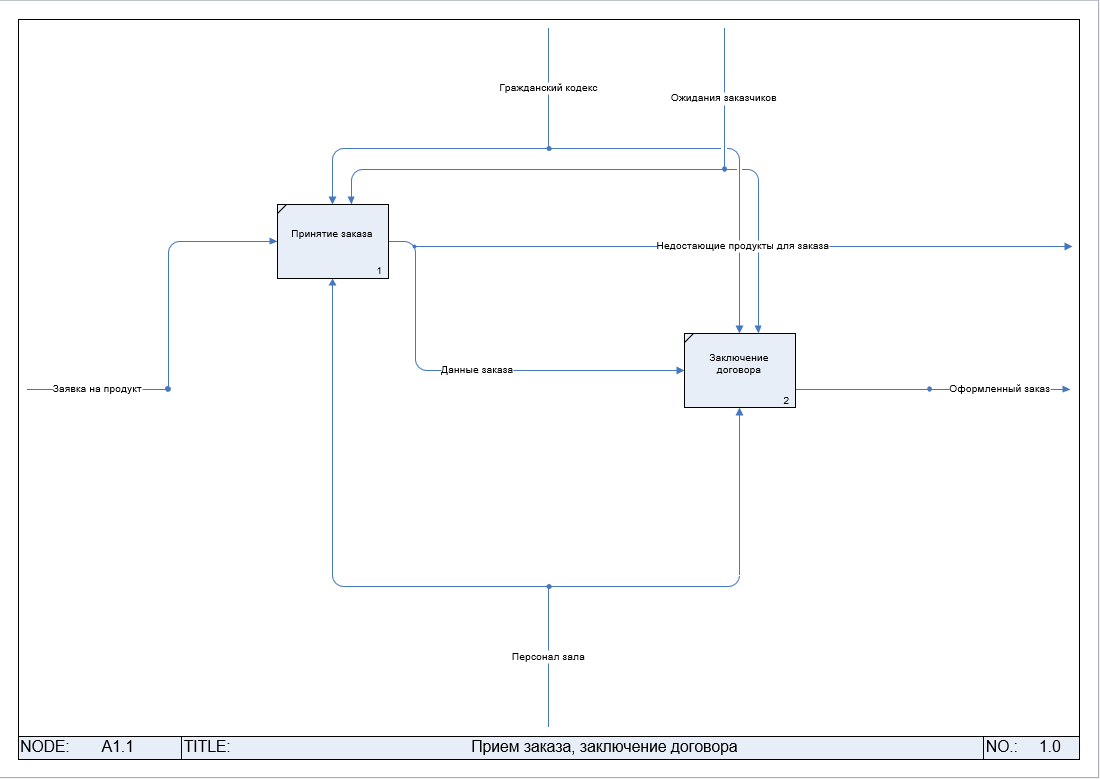 Гражданский кодекс
Ожидания заказчиков
Принятие заказа
1
Недостающие продукты для заказа
Заключение
договора
2
Данные заказа
Заявка на продукт
Оформленный заказ
Персонал зала
NODE: A1.1 TITLE: Прием заказа, заключение договора NO.: 1.0